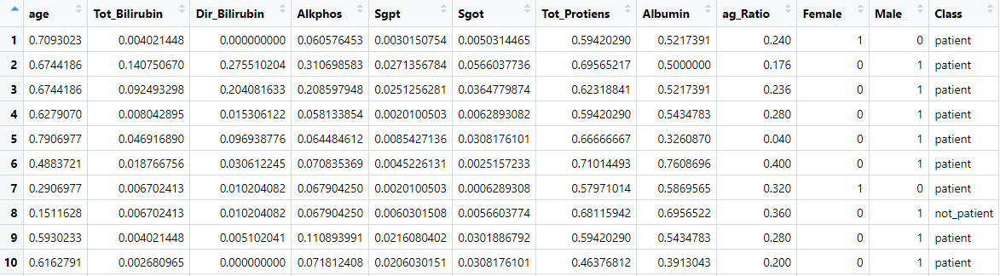 age Tot_Bilirubin Dir_Bilirubin Alkphos Sgpt Sgot Tot_Protiens Albumin ag_Ratio Female Male Class
1 0.7093023 0.004021448 0.000000000 0.060576453 0.0030150754 0.0050314465 0.59420290 0.5217391 0.240 1 0 patient
2 0.6744186 0.140750670 0.275510204 0.310698583 0.0271356784 0.0566037736 0.69565217 0.5000000 0.176 0 1 patient
3 0.6744186 0.092493298 0.204081633 0.208597948 0.0251256281 0.0364779874 0.62318841 0.5217391 0.236 0 1 patient
4 0.6279070 0.008042895 0.015306122 0.058133854 0.0020100503 0.0062893082 0.59420290 0.5434783 0.280 0 1 patient
5 0.7906977 0.046916890 0.096938776 0.064484612 0.0085427136 0.0308176101 0.66666667 0.3260870 0.040 0 1 patient
6 0.4883721 0.018766756 0.030612245 0.070835369 0.0045226131 0.0025157233 0.71014493 0.7608696 0.400 0 1 patient
7 0.2906977 0.006702413 0.010204082 0.067904250 0.0020100503 0.0006289308 0.57971014 0.5869565 0.320 1 0 patient
8 0.1511628 0.006702413 0.010204082 0.067904250 0.0060301508 0.0056603774 0.68115942 0.6956522 0.360 0 1 not_patient
9 0.5930233 0.004021448 0.005102041 0.110893991 0.0216080402 0.0301886792 0.59420290 0.5434783 0.280 0 1 patient
10 0.6162791 0.002680965 0.000000000 0.071812408 0.0206030151 0.0308176101 0.46376812 0.3913043 0.200 0 1 patient